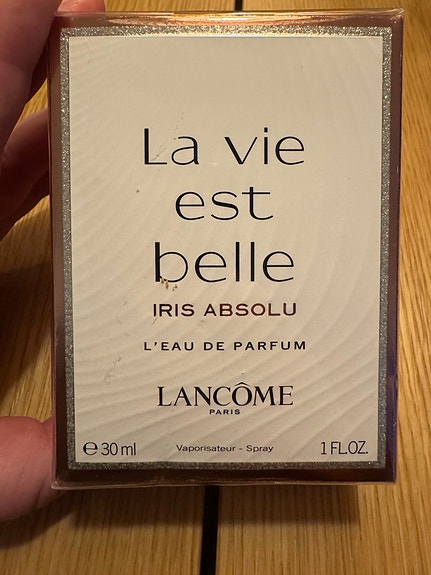 La vie
est
belle
IRIS ABSOLU
L'EAU DE PARFUM
LANCÔME
PARIS
℮ 30 ml Vaporisateur - Spray 1 FL.OZ.